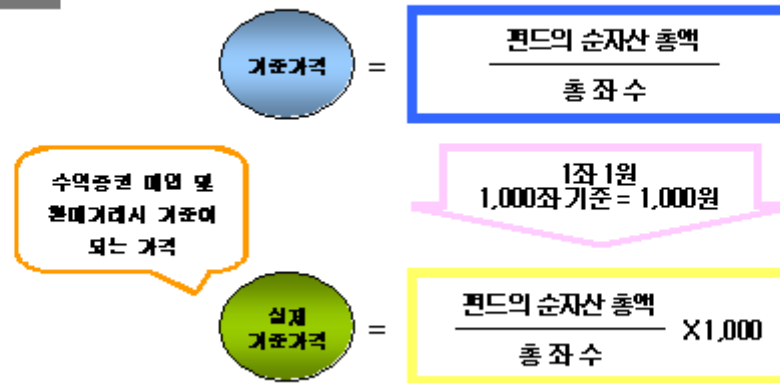 기준가격
=
펀드의 순자산 총액
총 좌 수
수익증권 매입 및
환매거래시 기준이
되는 가격
1좌 1원
1,000좌 기준 = 1,000원
실제
기준가격
=
펀드의 순자산 총액
총 좌 수
X1,000